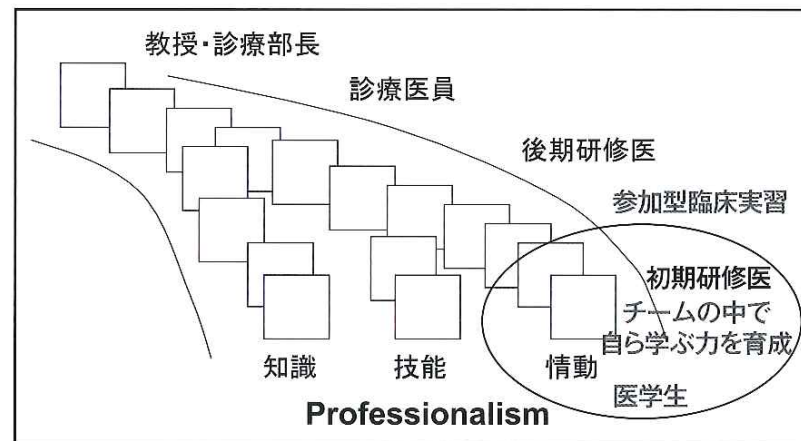 教授・診療部長
診療医員
後期研修医
参加型臨床実習
初期研修医
チームの中で
自ら学ぶ力を育成
知識
技能
情動
医学生
Professionalism